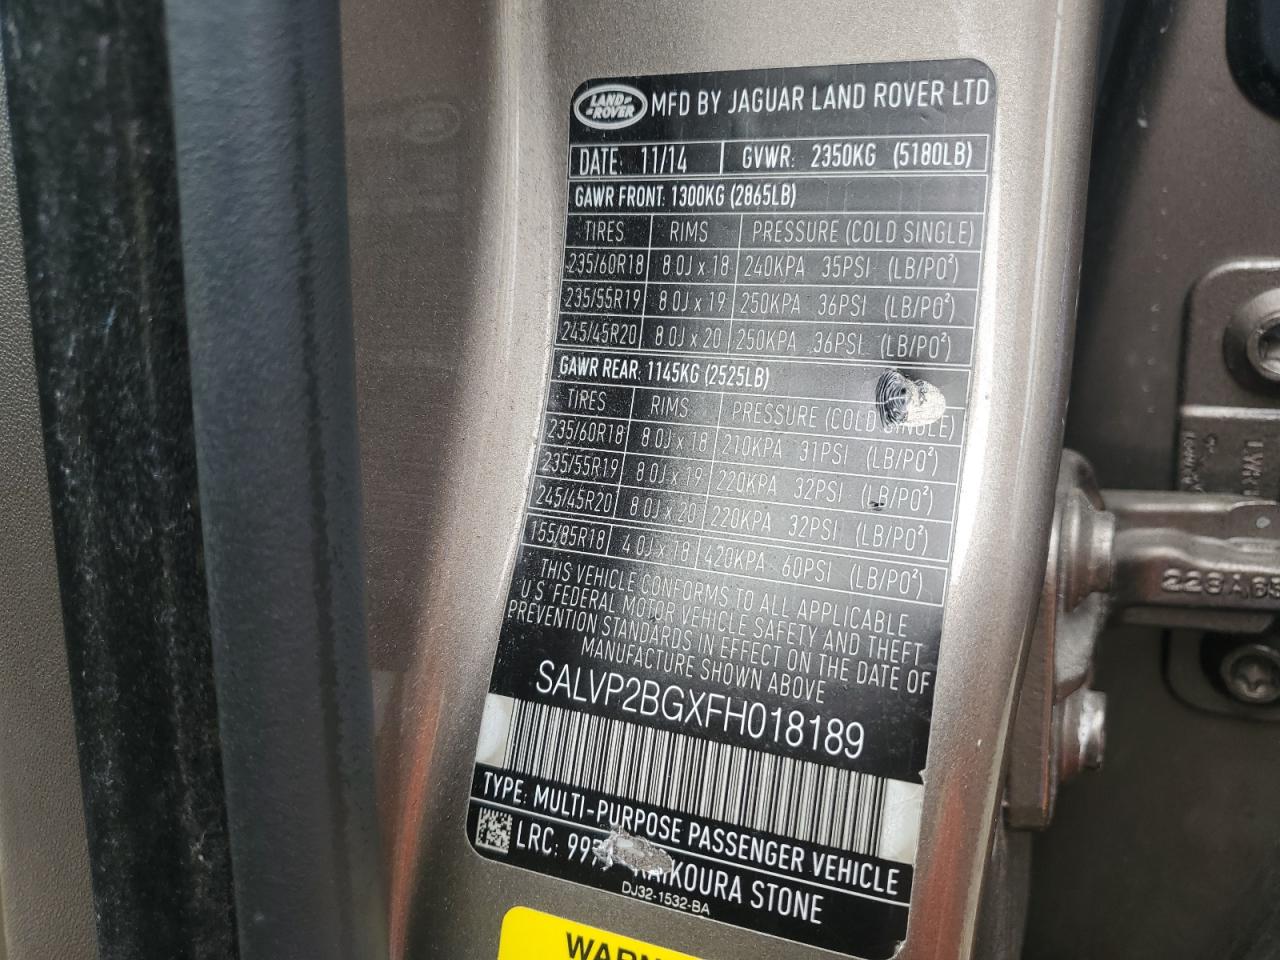 LAND ROVER MFD BY JAGUAR LAND ROVER LTD
DATE: 11/14 GVWR: 2350KG (5180LB)
GAWR FRONT: 1300KG (2865LB)
TIRES RIMS PRESSURE (COLD SINGLE)
235/60R18 8.0J x 18 240KPA 35PSI (LB/PO²)
235/55R19 8.0J x 19 250KPA 36PSI (LB/PO²)
245/45R20 8.0J x 20 250KPA 36PSI (LB/PO²)
GAWR REAR: 1145KG (2525LB)
TIRES RIMS PRESSURE (COLD SINGLE)
235/60R18 8.0J x 18 210KPA 31PSI (LB/PO²)
235/55R19 8.0J x 19 220KPA 32PSI (LB/PO²)
245/45R20 8.0J x 20 220KPA 32PSI (LB/PO²)
155/85R18 4.0J x 18 420KPA 60PSI (LB/PO²)
THIS VEHICLE CONFORMS TO ALL APPLICABLE
U.S FEDERAL MOTOR VEHICLE SAFETY AND THEFT
PREVENTION STANDARDS IN EFFECT ON THE DATE OF
MANUFACTURE SHOWN ABOVE
SALVP2BGXFH018189
TYPE: MULTI-PURPOSE PASSENGER VEHICLE
LRC: KAIKOURA STONE
DJ32-1532-BA